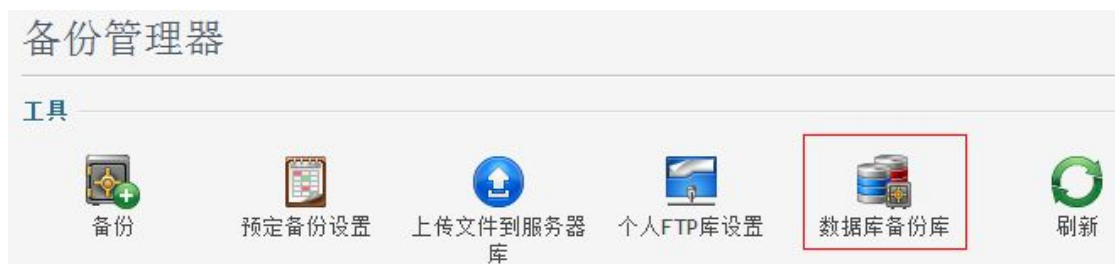 备份管理器
工具
备份
预定备份设置
上传文件到服务器
库
个人FTP库设置
数据库备份库
刷新